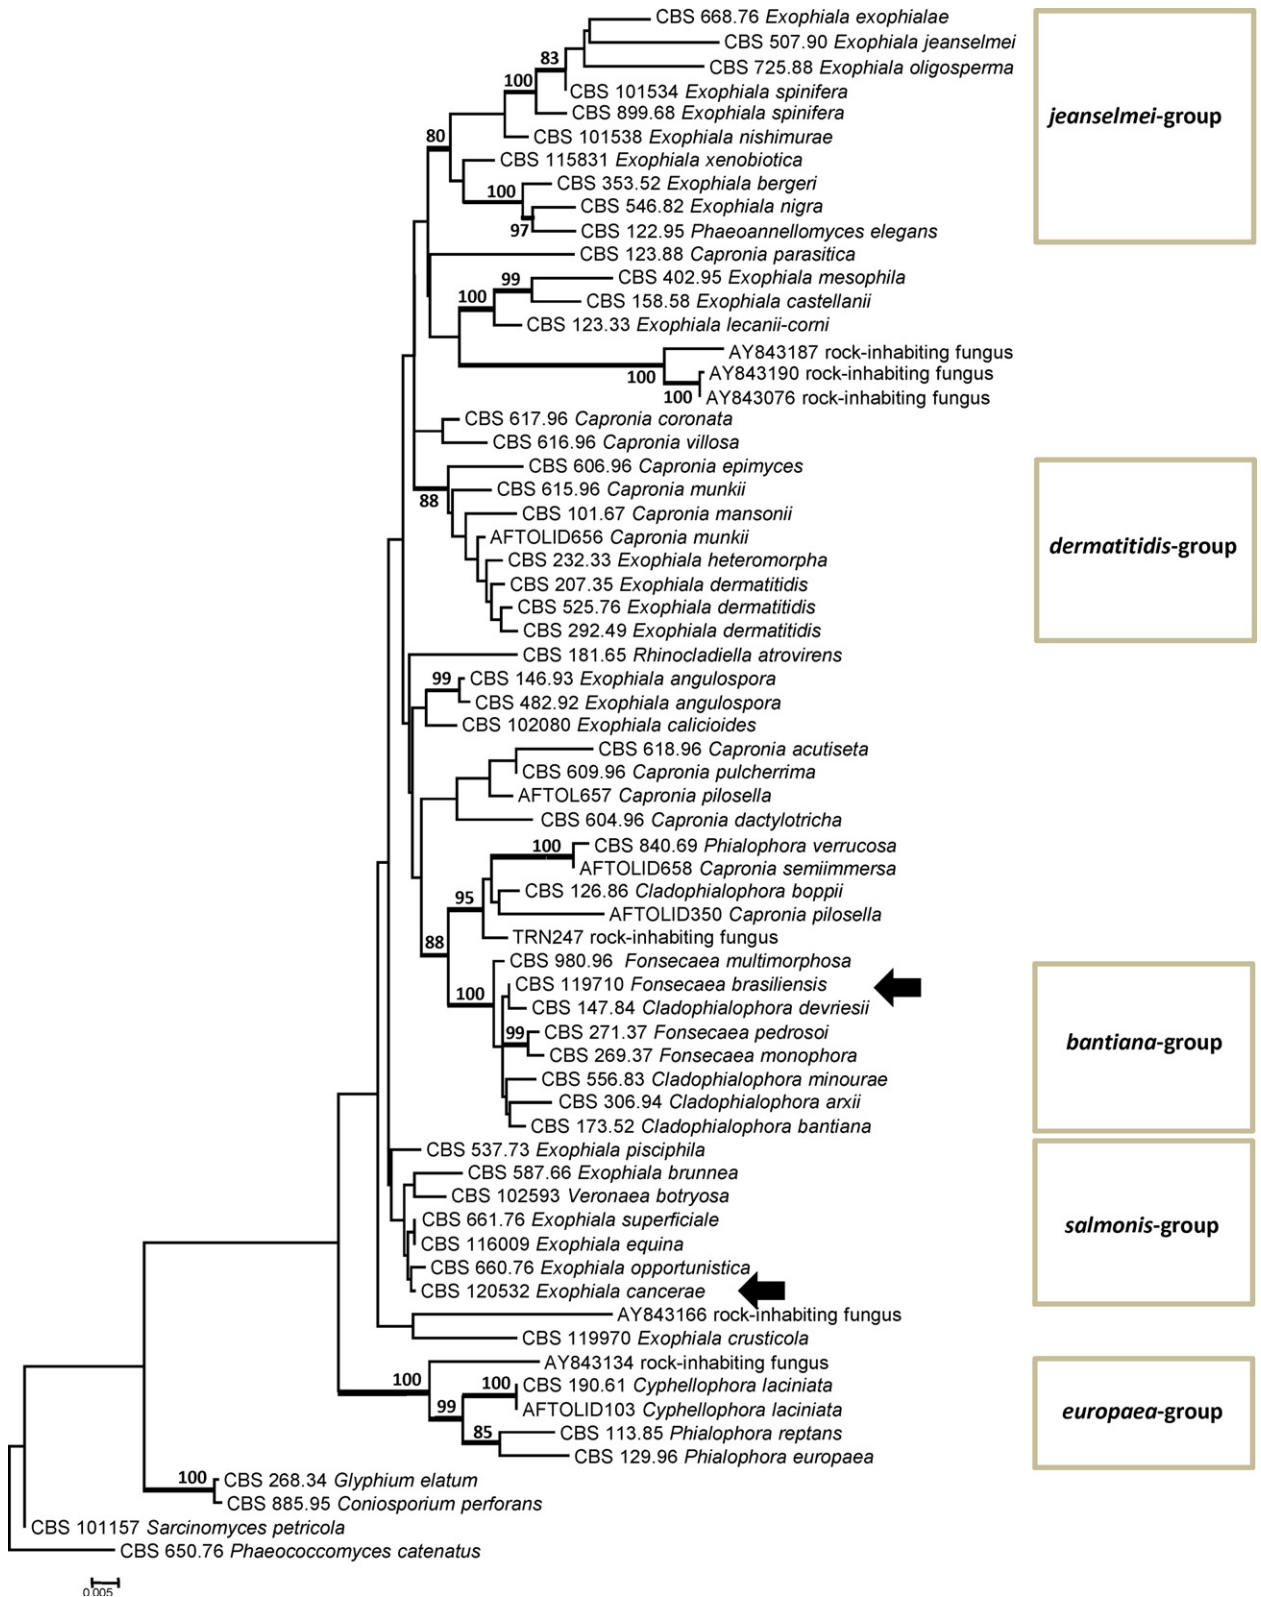 CBS 668.76 Exophiala exophialae
CBS 507.90 Exophiala jeanselmei
83
CBS 725.88 Exophiala oligosperma
100
CBS 101534 Exophiala spinifera
CBS 899.68 Exophiala spinifera
jeanselmei-group
80
CBS 101538 Exophiala nishimurae
CBS 115831 Exophiala xenobiotica
CBS 353.52 Exophiala bergeri
100
CBS 546.82 Exophiala nigra
97
CBS 122.95 Phaeoannellomyces elegans
CBS 123.88 Capronia parasitica
99
CBS 402.95 Exophiala mesophila
100
CBS 158.58 Exophiala castellanii
CBS 123.33 Exophiala lecanii-corni
AY843187 rock-inhabiting fungus
100
AY843190 rock-inhabiting fungus
100
AY843076 rock-inhabiting fungus
CBS 617.96 Capronia coronata
CBS 616.96 Capronia villosa
CBS 606.96 Capronia epimyces
88
CBS 615.96 Capronia munkii
CBS 101.67 Capronia mansonii
AFTOLID656 Capronia munkii
dermatitidis-group
CBS 232.33 Exophiala heteromorpha
CBS 207.35 Exophiala dermatitidis
CBS 525.76 Exophiala dermatitidis
CBS 292.49 Exophiala dermatitidis
CBS 181.65 Rhinocladiella atrovirens
99
CBS 146.93 Exophiala angulospora
CBS 482.92 Exophiala angulospora
CBS 102080 Exophiala calicioides
CBS 618.96 Capronia acutiseta
CBS 609.96 Capronia pulcherrima
AFTOL657 Capronia pilosella
CBS 604.96 Capronia dactylotricha
100
CBS 840.69 Phialophora verrucosa
AFTOLID658 Capronia semiimmersa
95
CBS 126.86 Cladophialophora boppii
AFTOLID350 Capronia pilosella
88
TRN247 rock-inhabiting fungus
CBS 980.96 Fonsecaea multimorphosa
100
CBS 119710 Fonsecaea brasiliensis
CBS 147.84 Cladophialophora devriesii
99
CBS 271.37 Fonsecaea pedrosoi
bantiana-group
CBS 269.37 Fonsecaea monophora
CBS 556.83 Cladophialophora minourae
CBS 306.94 Cladophialophora arxii
CBS 173.52 Cladophialophora bantiana
CBS 537.73 Exophiala pisciphila
CBS 587.66 Exophiala brunnea
CBS 102593 Veronaea botryosa
CBS 661.76 Exophiala superficiale
salmonis-group
CBS 116009 Exophiala equina
CBS 660.76 Exophiala opportunistica
CBS 120532 Exophiala cancerae
AY843166 rock-inhabiting fungus
CBS 119970 Exophiala crusticola
AY843134 rock-inhabiting fungus
100
100
CBS 190.61 Cyphellophora laciniata
99
AFTOLID103 Cyphellophora laciniata
europaea-group
85
CBS 113.85 Phialophora reptans
CBS 129.96 Phialophora europaea
100
CBS 268.34 Glyphium elatum
CBS 885.95 Coniosporium perforans
CBS 101157 Sarcinomyces petricola
CBS 650.76 Phaeococcomyces catenatus
0.005